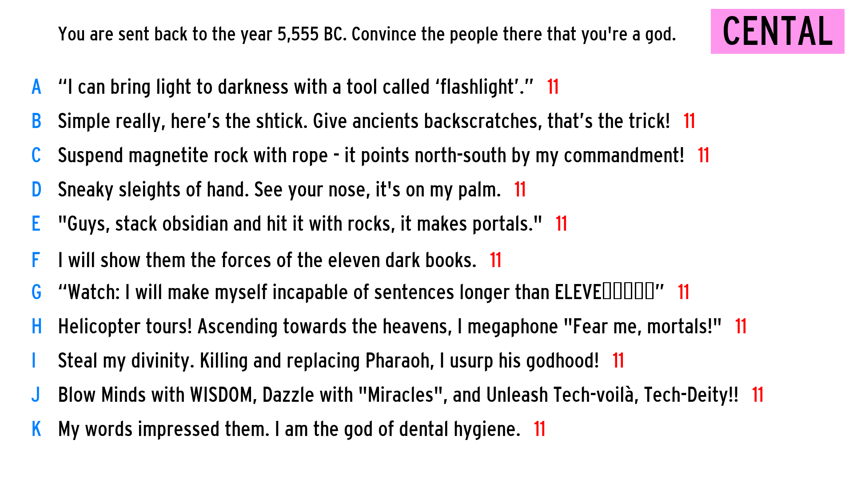 You are sent back to the year 5,555 BC. Convince the people there that you're a god.
CENTAL
A “I can bring light to darkness with a tool called ‘flashlight’.” 11
B Simple really, here’s the shtick. Give ancients backscratches, that’s the trick! 11
C Suspend magnetite rock with rope - it points north-south by my commandment! 11
D Sneaky sleights of hand. See your nose, it's on my palm. 11
E "Guys, stack obsidian and hit it with rocks, it makes portals." 11
F I will show them the forces of the eleven dark books. 11
G “Watch: I will make myself incapable of sentences longer than ELEVE▯▯▯▯▯” 11
H Helicopter tours! Ascending towards the heavens, I megaphone "Fear me, mortals!" 11
I Steal my divinity. Killing and replacing Pharaoh, I usurp his godhood! 11
J Blow Minds with WISDOM, Dazzle with "Miracles", and Unleash Tech-voilà, Tech-Deity!! 11
K My words impressed them. I am the god of dental hygiene. 11